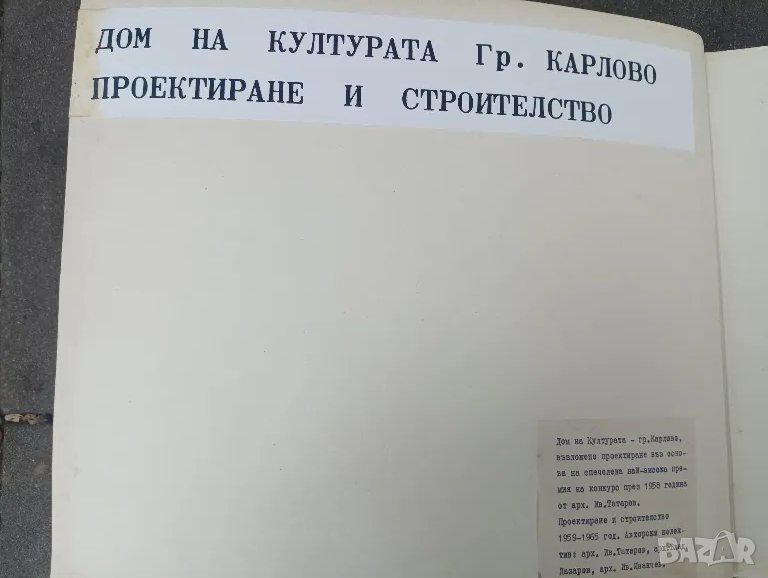 ДОМ НА КУЛТУРАТА Гр. КАРЛОВО
ПРОЕКТИРАНЕ И СТРОИТЕЛСТВО
Дом на Културата - гр.Карлово,
възложено проектиране въз осно-
ва на спечелена най-висока пре-
мия на конкурс през 1958 година
от арх. Ив.Татаров.
Проектиране и строителство
1959-1965 год. Авторски колек-
тив: арх. Ив.Татаров,
Лазаров, арх. Ив.Иванчев.
BAZAR